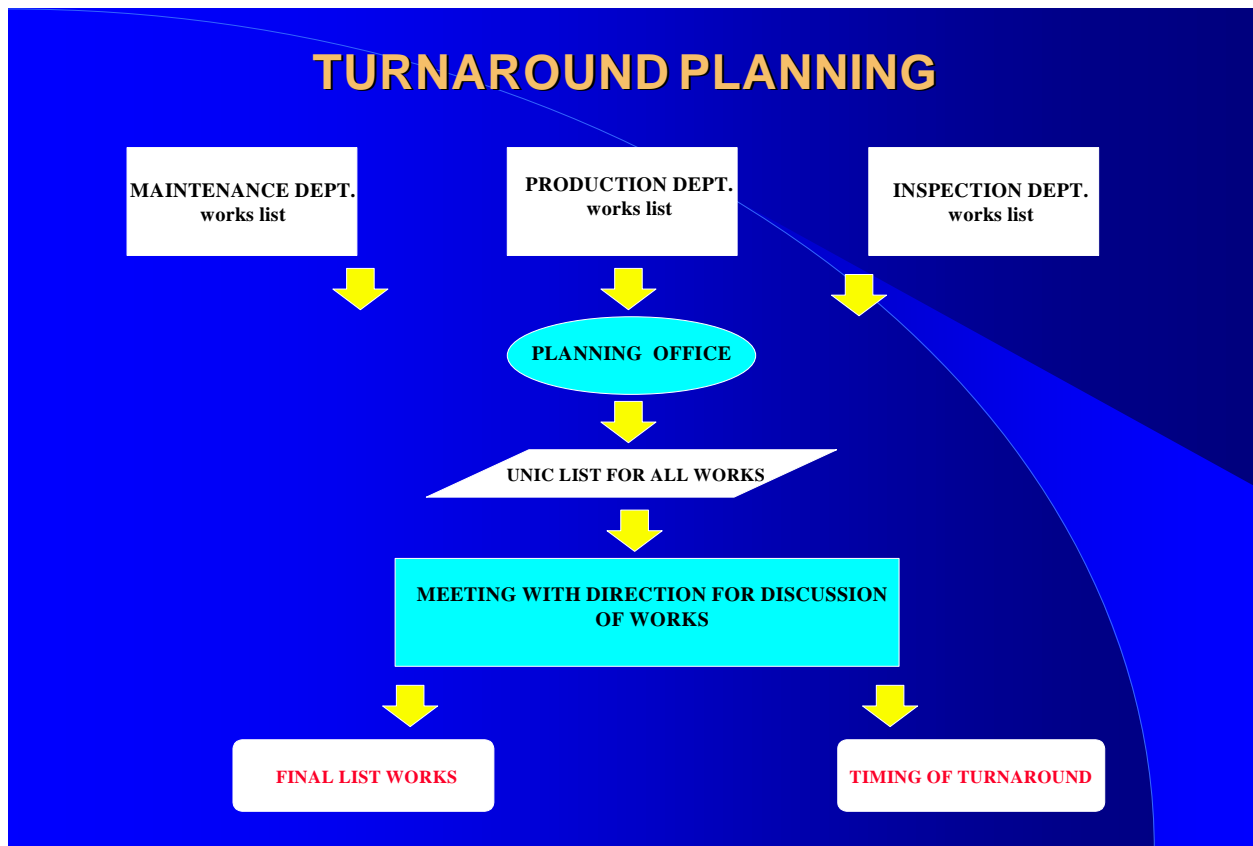 TURNAROUND PLANNING
MAINTENANCE DEPT.
works list
PRODUCTION DEPT.
works list
INSPECTION DEPT.
works list
PLANNING OFFICE
UNIC LIST FOR ALL WORKS
MEETING WITH DIRECTION FOR DISCUSSION
OF WORKS
FINAL LIST WORKS
TIMING OF TURNAROUND